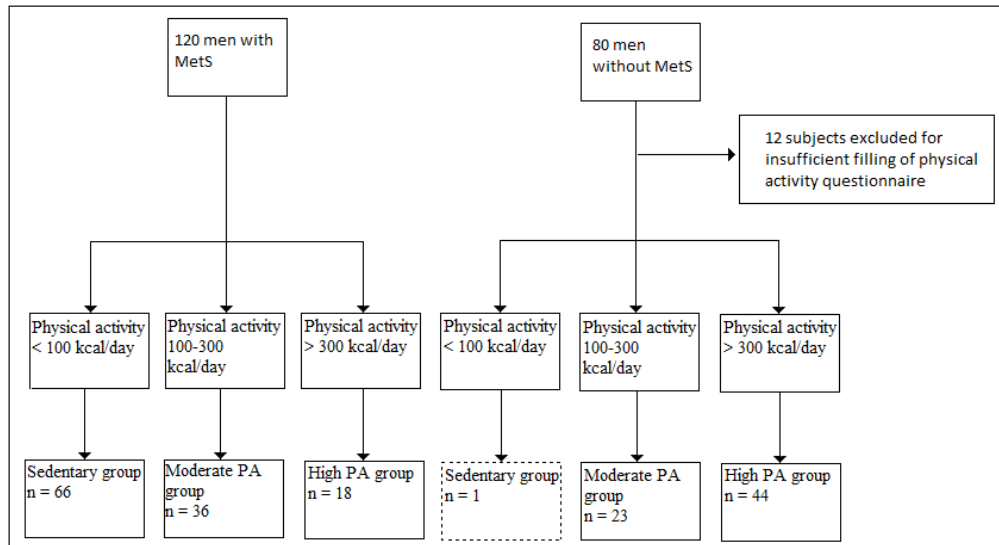 120 men with
MetS
80 men
without MetS
12 subjects excluded for
insufficient filling of physical
activity questionnaire
Physical activity
< 100 kcal/day
Physical activity
100-300
kcal/day
Physical activity
> 300 kcal/day
Physical activity
< 100 kcal/day
Physical activity
100-300
kcal/day
Physical activity
> 300 kcal/day
Sedentary group
n = 66
Moderate PA
group
n = 36
High PA group
n = 18
Sedentary group
n = 1
Moderate PA
group
n = 23
High PA group
n = 44